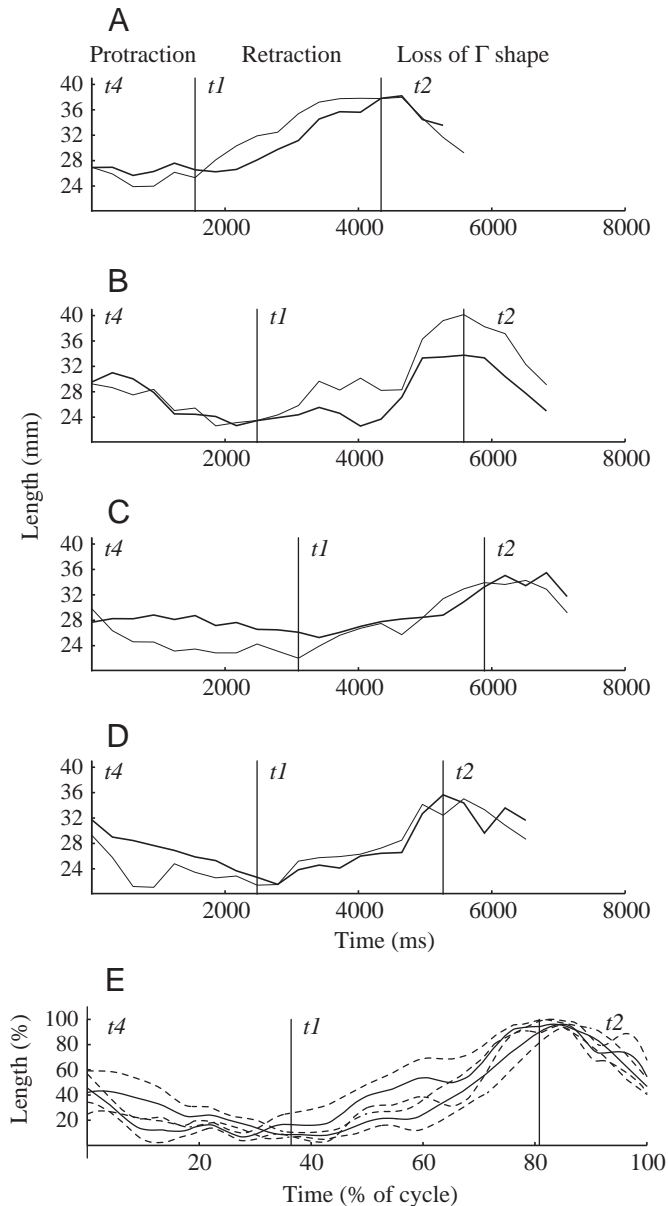 A
Protraction Retraction Loss of Γ shape
40 t4 t1 t2
36
32
28
24
2000 4000 6000 8000
B
40 t4 t1 t2
36
32
28
24
2000 4000 6000 8000
Length (mm)
C
40 t4 t1 t2
36
32
28
24
2000 4000 6000 8000
D
40 t4 t1 t2
36
32
28
24
2000 4000 6000 8000
Time (ms)
E
100 t4 t1 t2
80
60
40
20
Length (%)
20 40 60 80 100
Time (% of cycle)